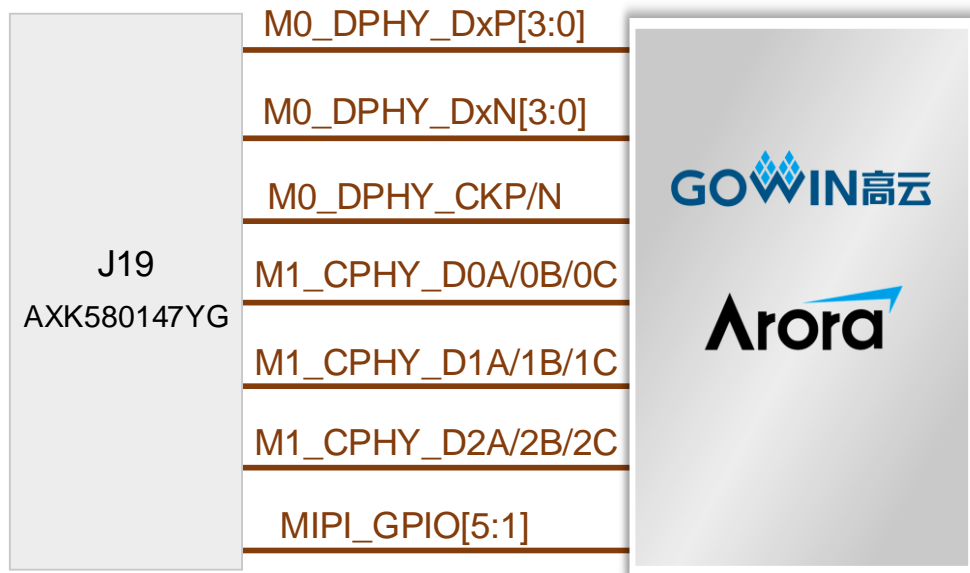 M0_DPHY_DxP[3:0]
M0_DPHY_DxN[3:0]
M0_DPHY_CKP/N
M1_CPHY_D0A/0B/0C
M1_CPHY_D1A/1B/1C
M1_CPHY_D2A/2B/2C
MIPI_GPIO[5:1]
J19
AXK580147YG
GOWIN高云
Arora